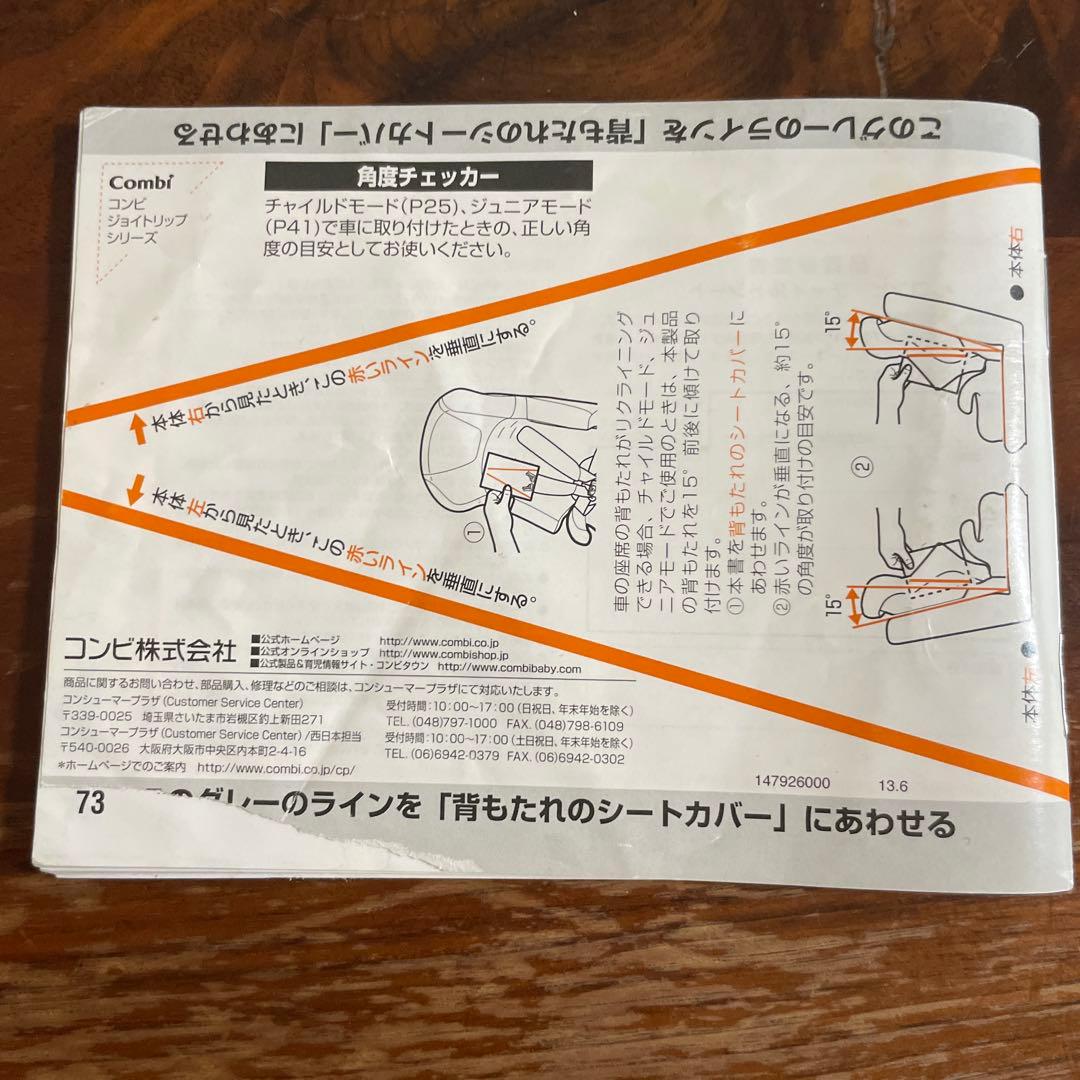 このグレーのラインを「背もたれのシートカバー」にあわせる
Combi
コンビ
ジョイトリップ
シリーズ
角度チェッカー
チャイルドモード（P25）、ジュニアモード
（P41）で車に取り付けたときの、正しい角
度の目安としてお使いください。
本体右から見たとき、この赤いラインを垂直にする。
本体左から見たとき、この赤いラインを垂直にする。
①
車の座席の背もたれがリクライニング
できる場合、チャイルドモード、ジュ
ニアモードでご使用のときは、本製品
の背もたれを15°前後に傾けて取り
付けます。
①本書を背もたれのシートカバーに
あわせます。
②赤いラインが垂直になる、約15°
の角度が取り付けの目安です。
②
15°
●本体右
15°
本体左●
コンビ株式会社
■公式ホームページ http://www.combi.co.jp
■公式オンラインショップ http://www.combishop.jp
■公式製品&育児情報サイト・コンビタウン http://www.combibaby.com
商品に関するお問い合わせ、部品購入、修理などのご相談は、コンシューマープラザにて対応いたします。
コンシューマープラザ（Customer Service Center） 受付時間：10：00〜17：00（日祝日、年末年始を除く）
〒339-0025 埼玉県さいたま市岩槻区釣上新田271 TEL.(048)797-1000 FAX.(048)798-6109
コンシューマープラザ（Customer Service Center）/西日本担当 受付時間：10：00〜17：00（土日祝日、年末年始を除く）
〒540-0026 大阪府大阪市中央区内本町2-4-16 TEL.(06)6942-0379 FAX.(06)6942-0302
*ホームページでのご案内 http://www.combi.co.jp/cp/
147926000 13.6
73
グレーのラインを「背もたれのシートカバー」にあわせる